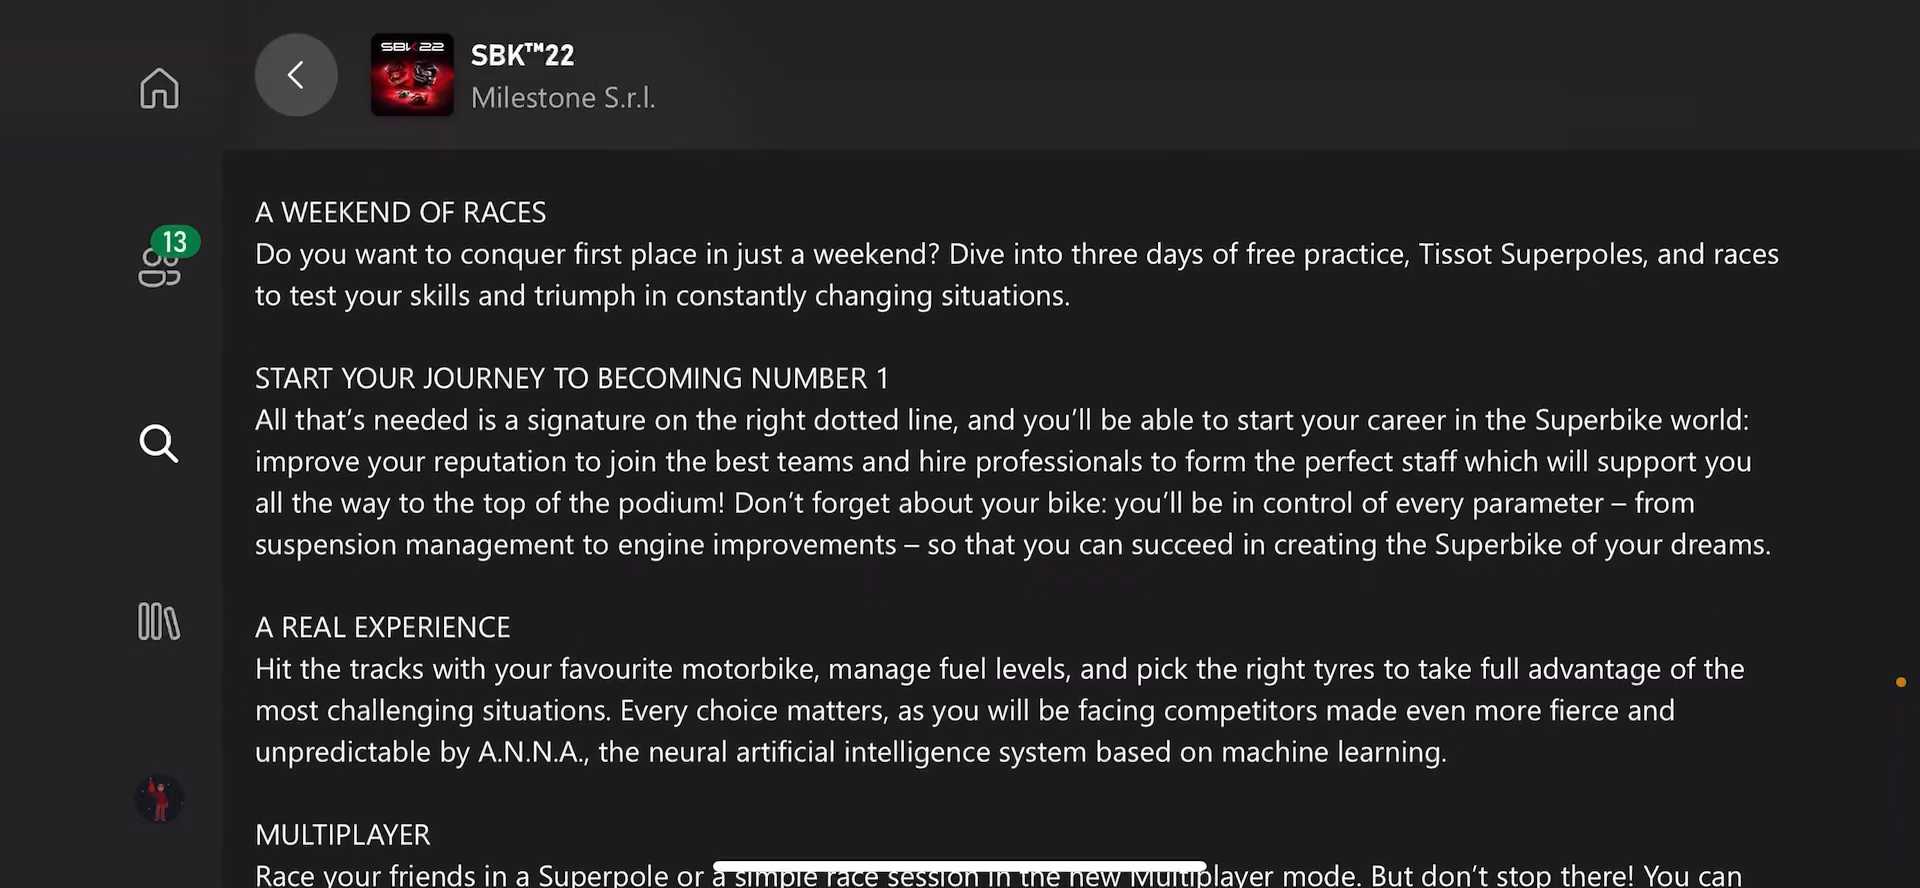 SBK™22
Milestone S.r.l.
SBK 22
13
A WEEKEND OF RACES
Do you want to conquer first place in just a weekend? Dive into three days of free practice, Tissot Superpoles, and races
to test your skills and triumph in constantly changing situations.
START YOUR JOURNEY TO BECOMING NUMBER 1
All that’s needed is a signature on the right dotted line, and you’ll be able to start your career in the Superbike world:
improve your reputation to join the best teams and hire professionals to form the perfect staff which will support you
all the way to the top of the podium! Don’t forget about your bike: you’ll be in control of every parameter – from
suspension management to engine improvements – so that you can succeed in creating the Superbike of your dreams.
A REAL EXPERIENCE
Hit the tracks with your favourite motorbike, manage fuel levels, and pick the right tyres to take full advantage of the
most challenging situations. Every choice matters, as you will be facing competitors made even more fierce and
unpredictable by A.N.N.A., the neural artificial intelligence system based on machine learning.
MULTIPLAYER
Race your friends in a Superpole or a simple race session in the new Multiplayer mode. But don’t stop there! You can